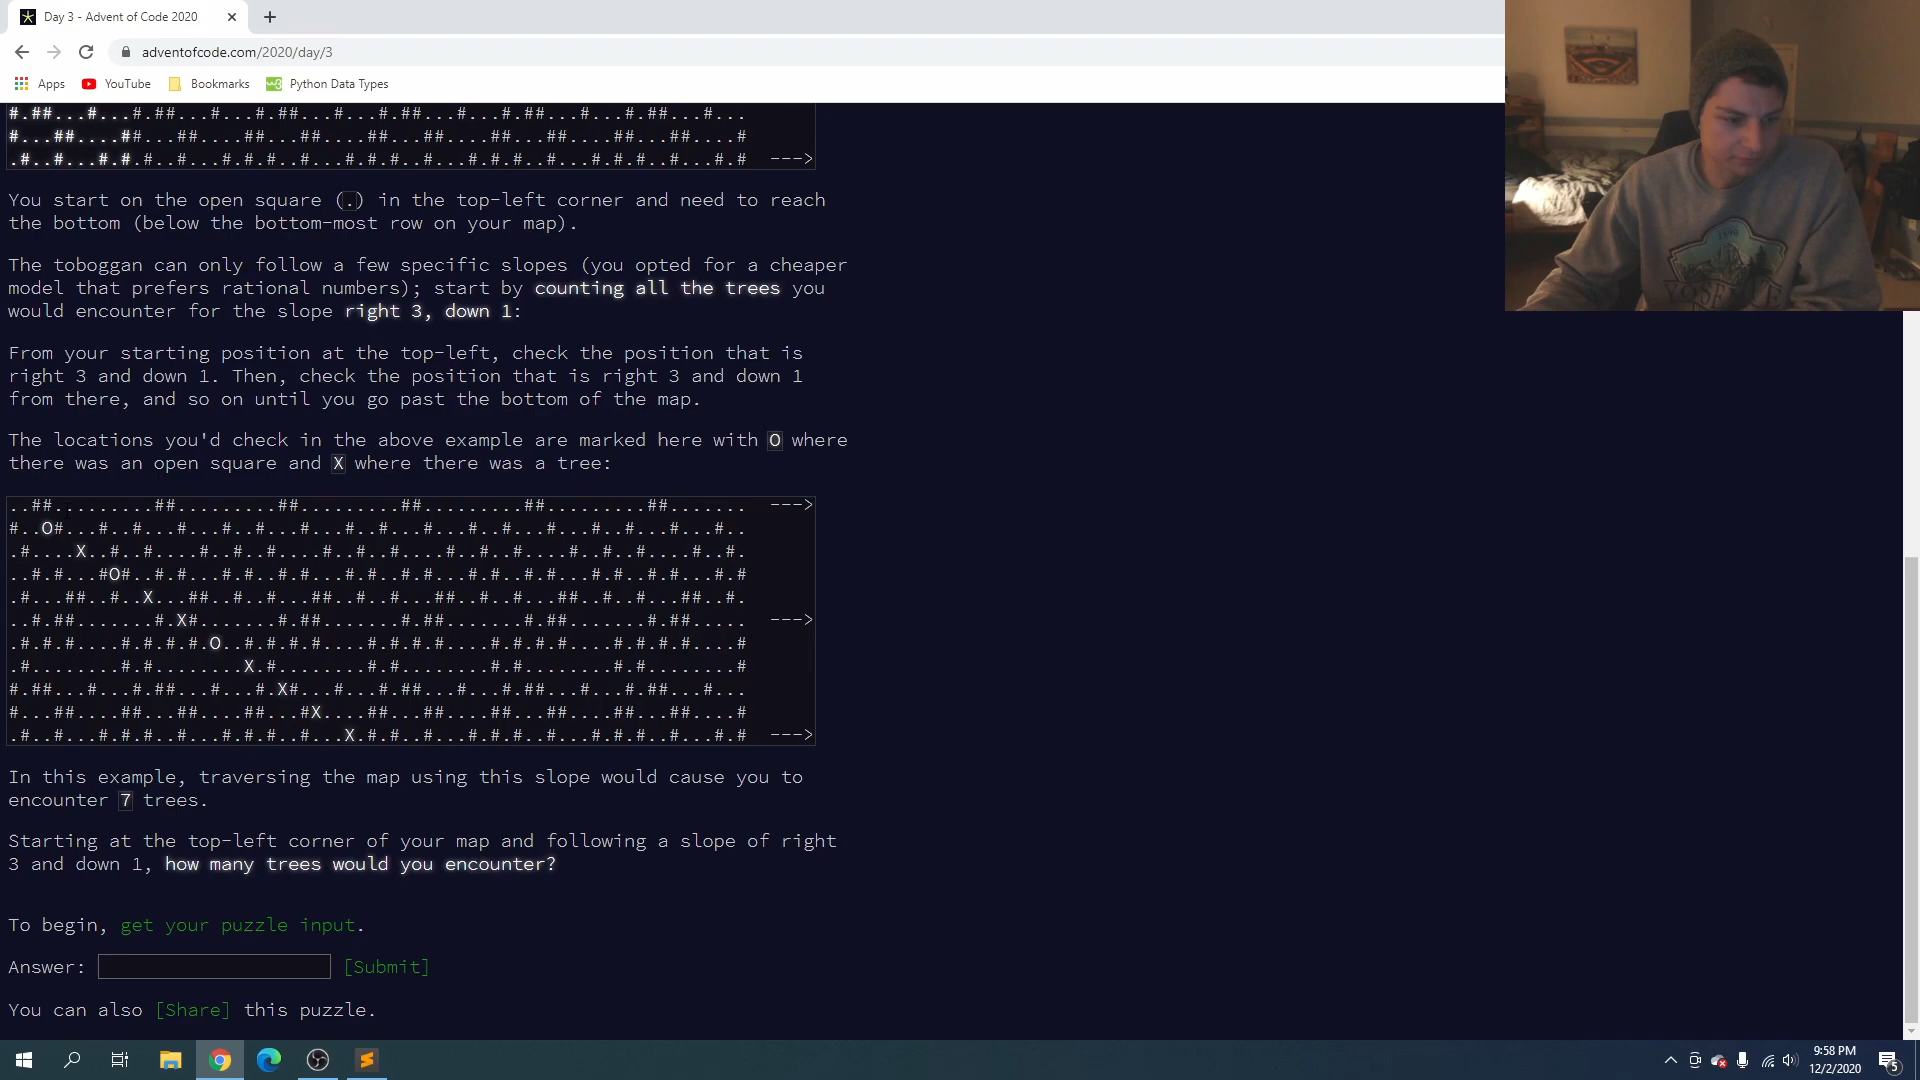 Day 3 - Advent of Code 2020
adventofcode.com/2020/day/3
Apps YouTube Bookmarks Python Data Types
#.##...#...#.##...#...#.##...#...#.##...#...#.##...#...#.##...#...
#...##....##...##....##...##....##...##....##...##....##...##....#
.#..#...#.#.#..#...#.#.#..#...#.#.#..#...#.#.#..#...#.#.#..#...#.#  --->
You start on the open square (.) in the top-left corner and need to reach
the bottom (below the bottom-most row on your map).
The toboggan can only follow a few specific slopes (you opted for a cheaper
model that prefers rational numbers); start by counting all the trees you
would encounter for the slope right 3, down 1:
From your starting position at the top-left, check the position that is
right 3 and down 1. Then, check the position that is right 3 and down 1
from there, and so on until you go past the bottom of the map.
The locations you'd check in the above example are marked here with O where
there was an open square and X where there was a tree:
..##.........##.........##.........##.........##.........##.......  --->
#..O#...#..#...#...#..#...#...#..#...#...#..#...#...#..#...#...#..
.#....X..#..#....#..#..#....#..#..#....#..#..#....#..#..#....#..#.
..#.#...#O#..#.#...#.#..#.#...#.#..#.#...#.#..#.#...#.#..#.#...#.#
.#...##..#..X...##..#..#...##..#..#...##..#..#...##..#..#...##..#.
..#.##.......#.X#.......#.##.......#.##.......#.##.......#.##.....  --->
.#.#.#....#.#.#.#.O..#.#.#.#....#.#.#.#....#.#.#.#....#.#.#.#....#
.#........#.#........X.#........#.#........#.#........#.#........#
#.##...#...#.##...#...#.X#...#...#.##...#...#.##...#...#.##...#...
#...##....##...##....##...#X....##...##....##...##....##...##....#
.#..#...#.#.#..#...#.#.#..#...X.#.#..#...#.#.#..#...#.#.#..#...#.#  --->
In this example, traversing the map using this slope would cause you to
encounter 7 trees.
Starting at the top-left corner of your map and following a slope of right
3 and down 1, how many trees would you encounter?
To begin, get your puzzle input.
Answer: [Submit]
You can also [Share] this puzzle.
9:58 PM
12/2/2020
5